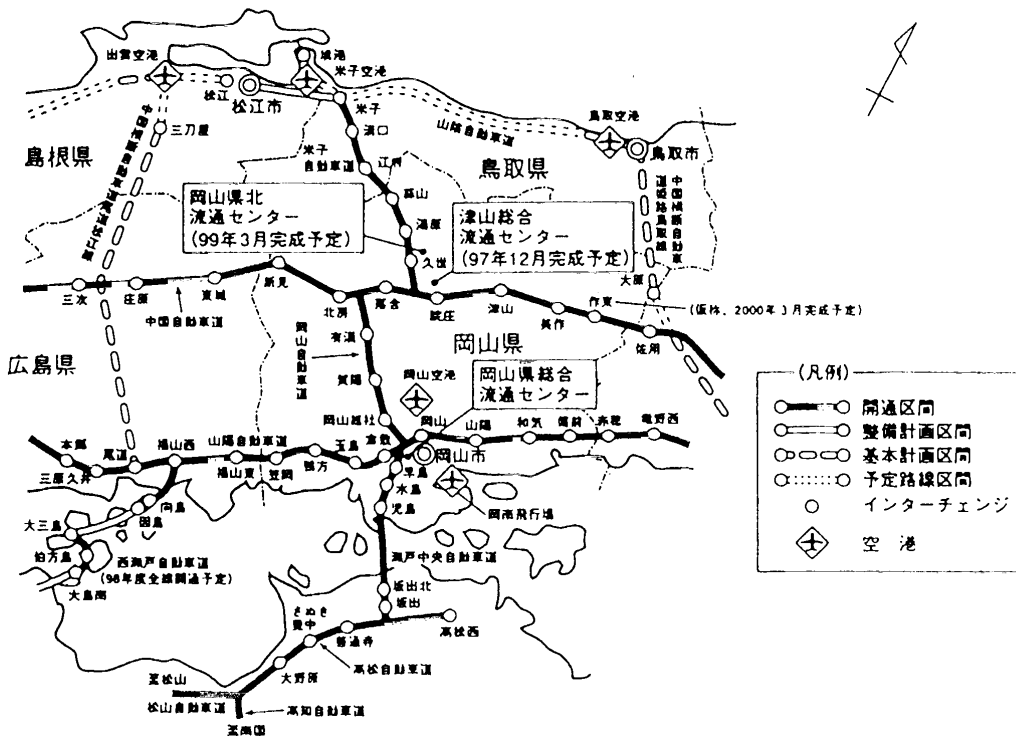 出雲空港
境港
米子空港
松江
松江市
米子
鳥取空港
三刀屋
溝口
山陰自動車道
鳥取市
島根県
米子
自動車道
江府
鳥取県
蒜山
岡山県北
流通センター
(99年3月完成予定)
津山総合
流通センター
(97年12月完成予定)
湯原
久世
大原
三次
庄原
東城
新見
北房
落合
院庄
津山
美作
作東
(仮称、2000年3月完成予定)
中国自動車道
佐用
岡山自動車道
有漢
岡山県
広島県
賀陽
岡山空港
岡山県総合
流通センター
(凡例)
開通区間
整備計画区間
基本計画区間
予定路線区間
インターチェンジ
空港
岡山総社
岡山
山陽
和気
備前
赤穂
龍野西
本郷
尾道
福山西
山陽自動車道
玉島
倉敷
岡山市
三原久井
福山東
笠岡
鴨方
早島
水島
向島
因島
児島
岡南飛行場
大三島
伯方島
西瀬戸自動車道
(98年度全線開通予定)
瀬戸中央自動車道
大島南
坂出北
坂出
さぬき
豊中
善通寺
高松西
高松自動車道
大野原
至松山
松山自動車道
高知自動車道
至南国